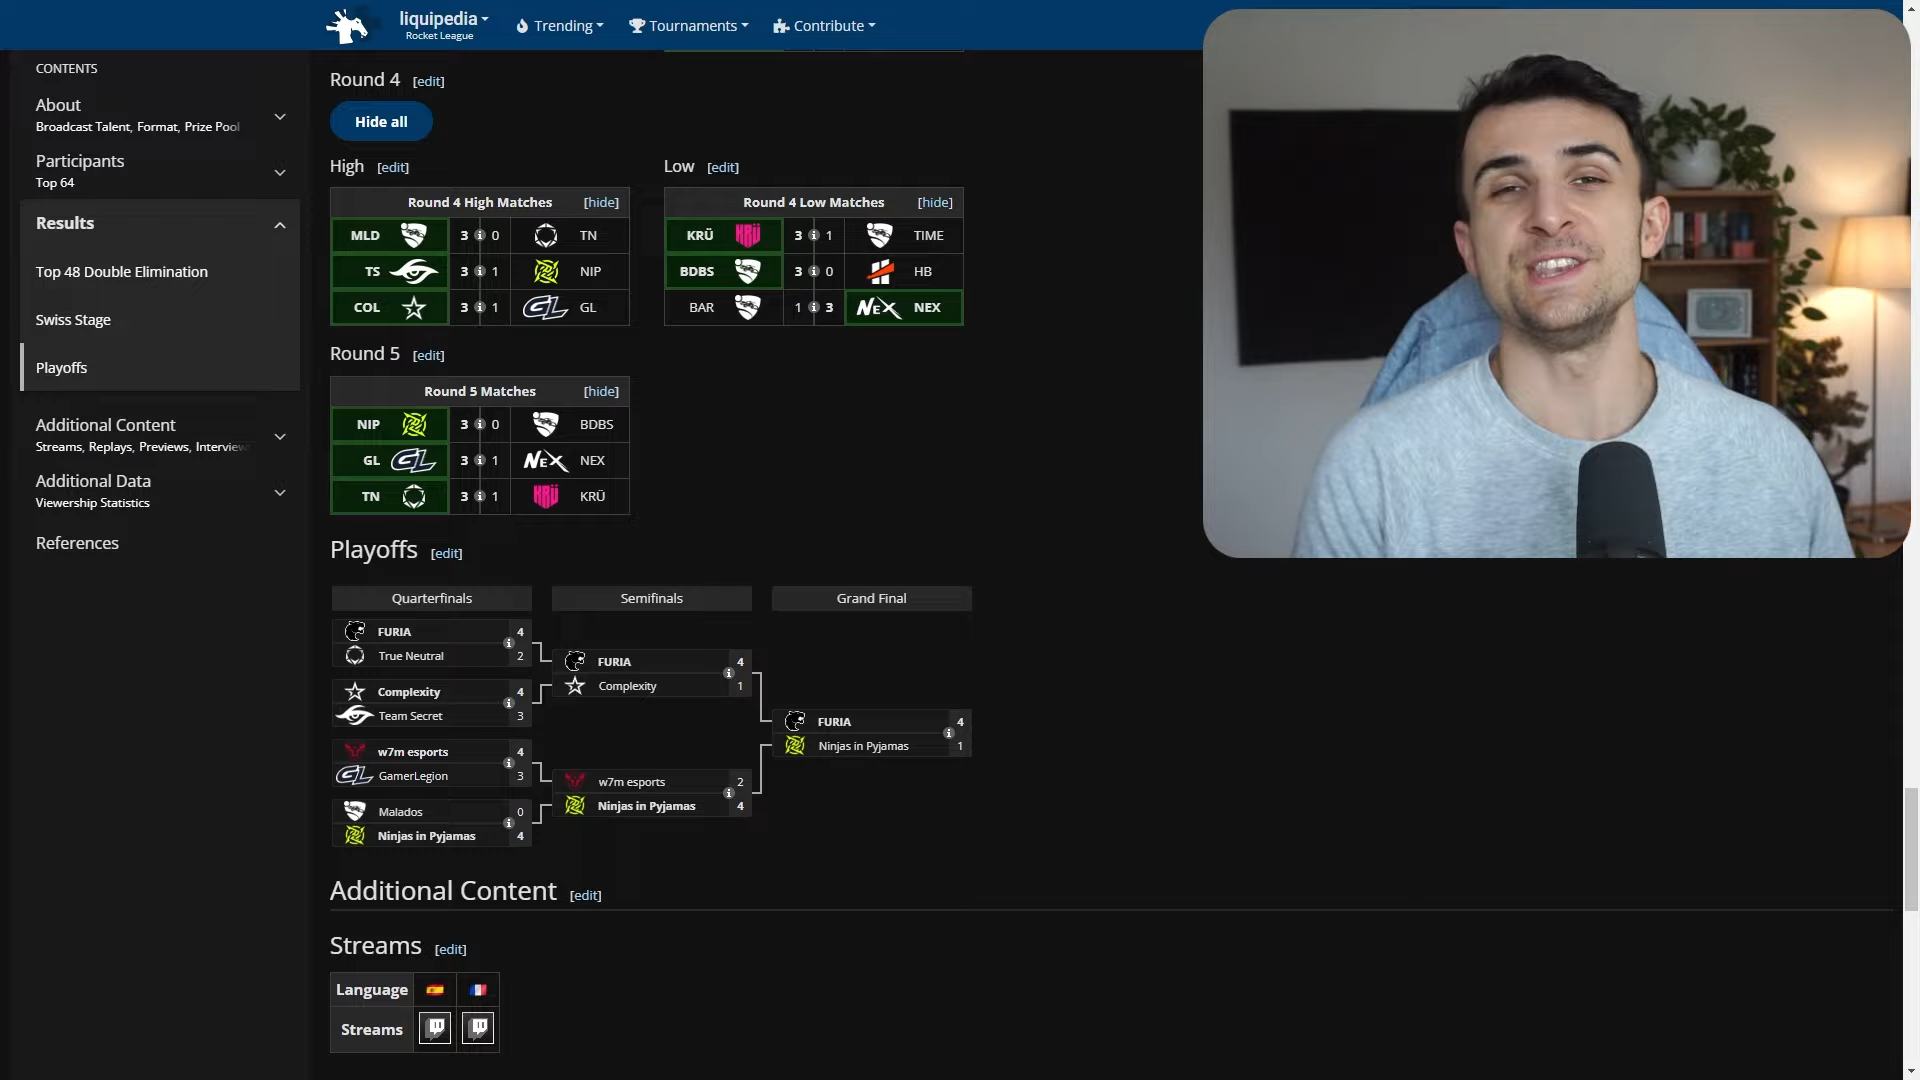 liquipedia
Rocket League
Trending
Tournaments
Contribute
CONTENTS
About
Broadcast Talent, Format, Prize Pool
Participants
Top 64
Results
Top 48 Double Elimination
Swiss Stage
Playoffs
Additional Content
Streams, Replays, Previews, Interview
Additional Data
Viewership Statistics
References
Round 4 [edit]
Hide all
High [edit]
Round 4 High Matches [hide]
MLD 3 0 TN
TS 3 1 NIP
COL 3 1 GL
Low [edit]
Round 4 Low Matches [hide]
KRÜ 3 1 TIME
BDBS 3 0 HB
BAR 1 3 NEX
Round 5 [edit]
Round 5 Matches [hide]
NIP 3 0 BDBS
GL 3 1 NEX
TN 3 1 KRÜ
Playoffs [edit]
Quarterfinals
FURIA 4
True Neutral 2
Complexity 4
Team Secret 3
w7m esports 4
GamerLegion 3
Malados 0
Ninjas in Pyjamas 4
Semifinals
FURIA 4
Complexity 1
w7m esports 2
Ninjas in Pyjamas 4
Grand Final
FURIA 4
Ninjas in Pyjamas 1
Additional Content [edit]
Streams [edit]
Language
Streams